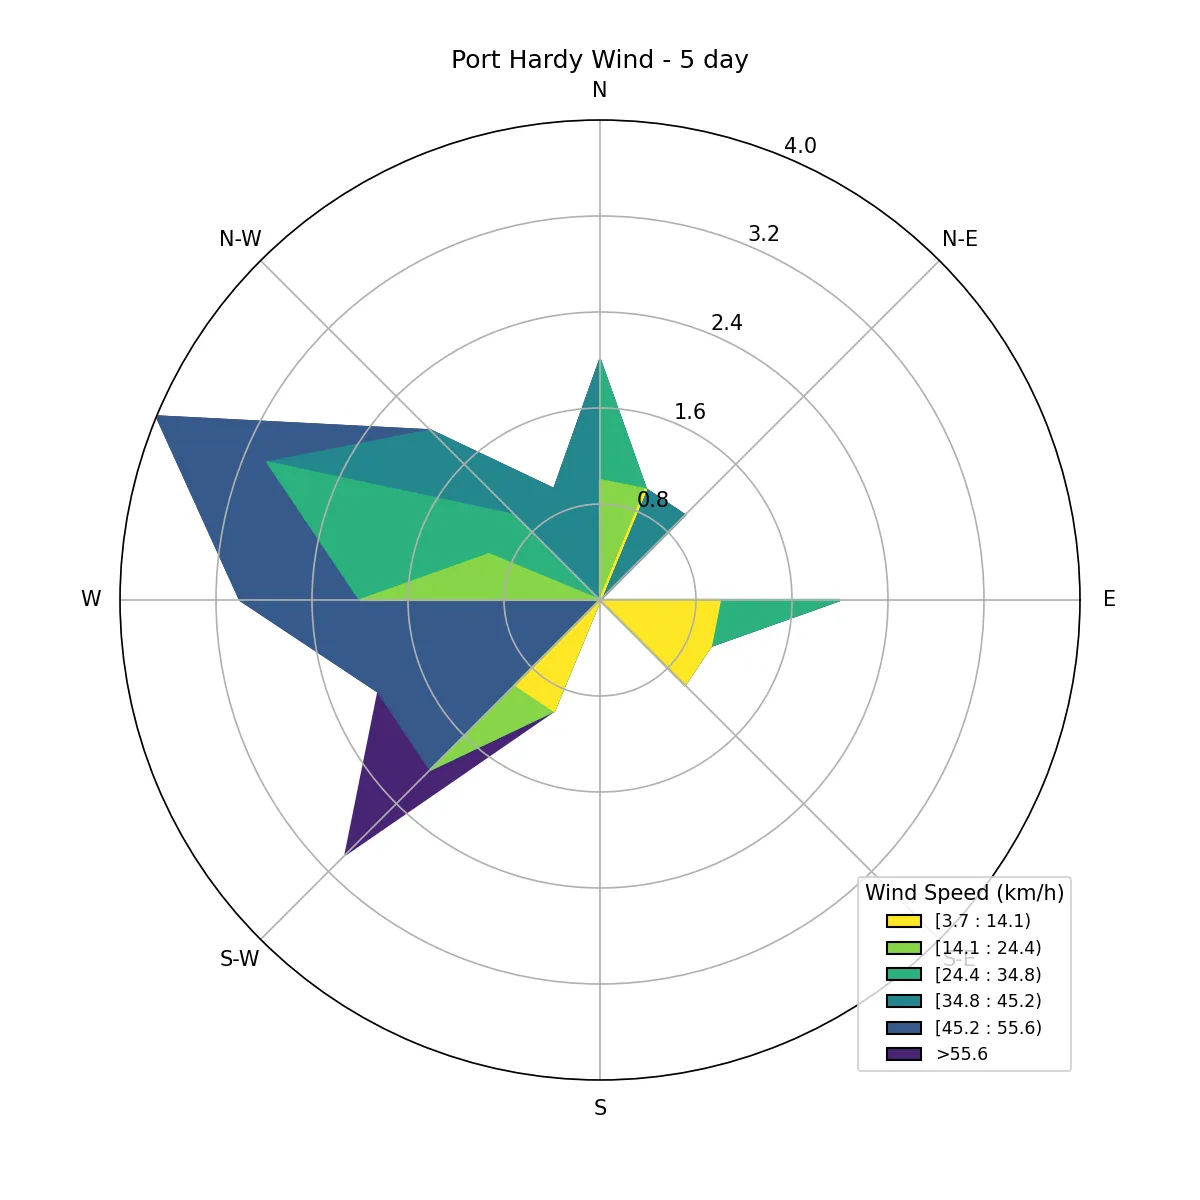 Port Hardy Wind - 5 day
N
4.0
N-W
3.2
N-E
2.4
1.6
0.8
W
E
Wind Speed (km/h)
[3.7 : 14.1)
[14.1 : 24.4)
S-W
S-E
[24.4 : 34.8)
[34.8 : 45.2)
[45.2 : 55.6)
>55.6
S